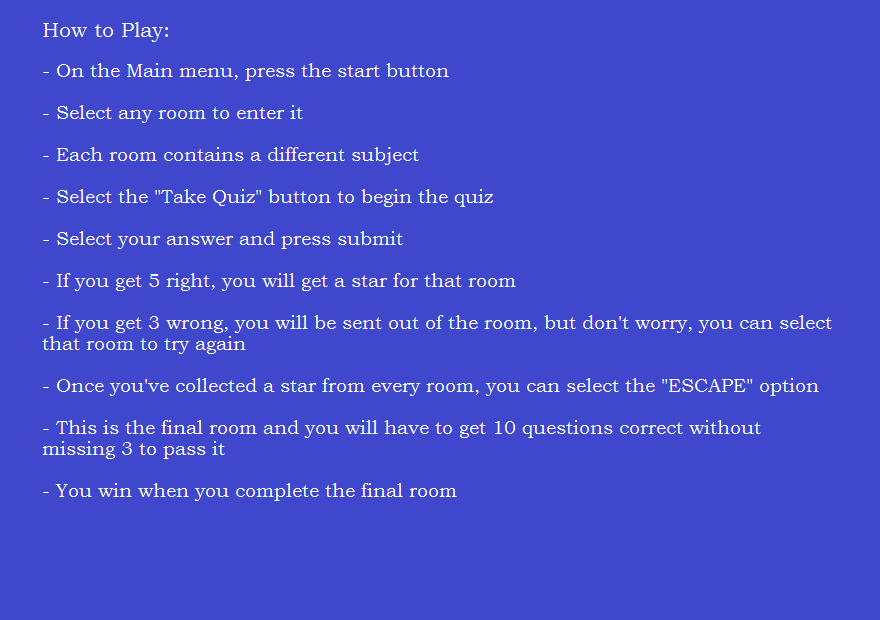 How to Play:
- On the Main menu, press the start button
- Select any room to enter it
- Each room contains a different subject
- Select the "Take Quiz" button to begin the quiz
- Select your answer and press submit
- If you get 5 right, you will get a star for that room
- If you get 3 wrong, you will be sent out of the room, but don't worry, you can select
that room to try again
- Once you've collected a star from every room, you can select the "ESCAPE" option
- This is the final room and you will have to get 10 questions correct without
missing 3 to pass it
- You win when you complete the final room